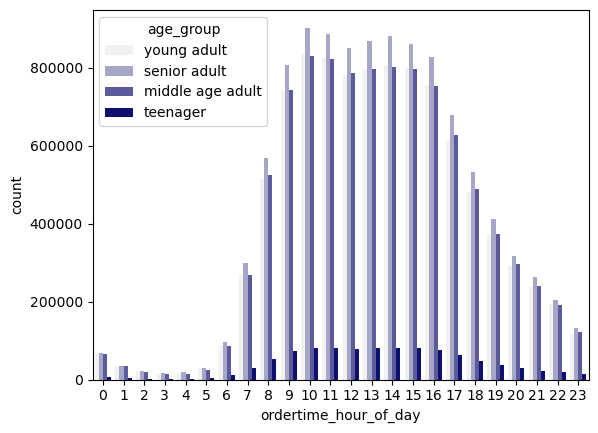 age_group
young adult
senior adult
middle age adult
teenager
800000
600000
400000
200000
0
count
0 1 2 3 4 5 6 7 8 9 10 11 12 13 14 15 16 17 18 19 20 21 22 23
ordertime_hour_of_day